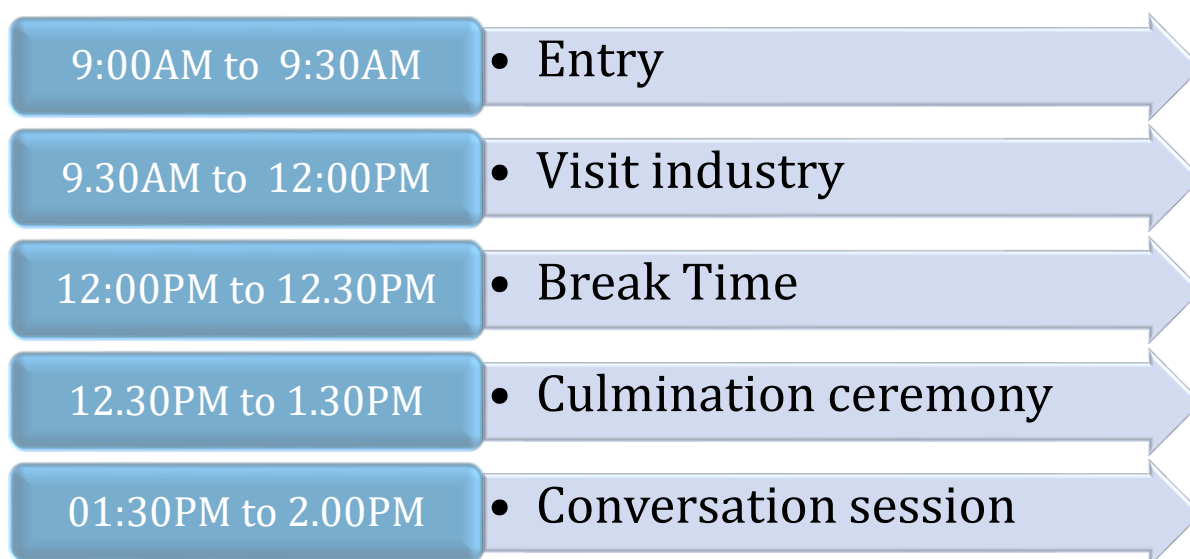 9:00AM to  9:30AM • Entry
9.30AM to  12:00PM • Visit industry
12:00PM to 12.30PM • Break Time
12.30PM to 1.30PM • Culmination ceremony
01:30PM to 2.00PM • Conversation session